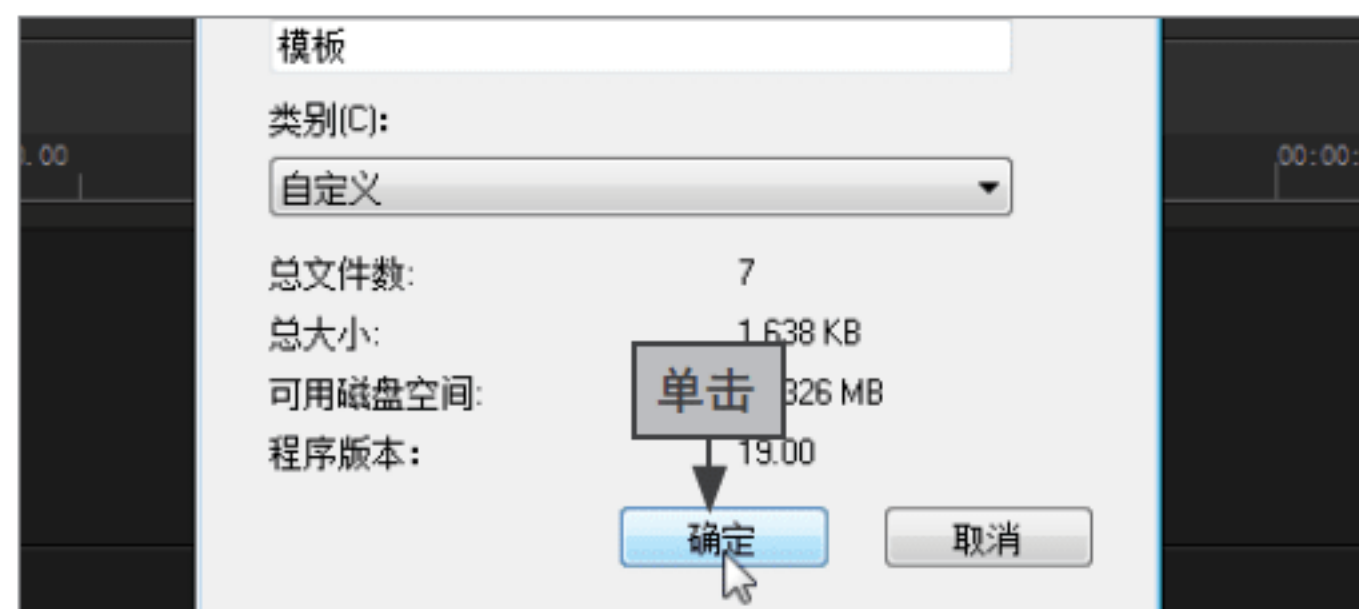 模板
类别(C):
.00
00:00:
自定义
总文件数: 7
总大小: 1,638 KB
可用磁盘空间: 326 MB
单击
程序版本: 19.00
确定 取消